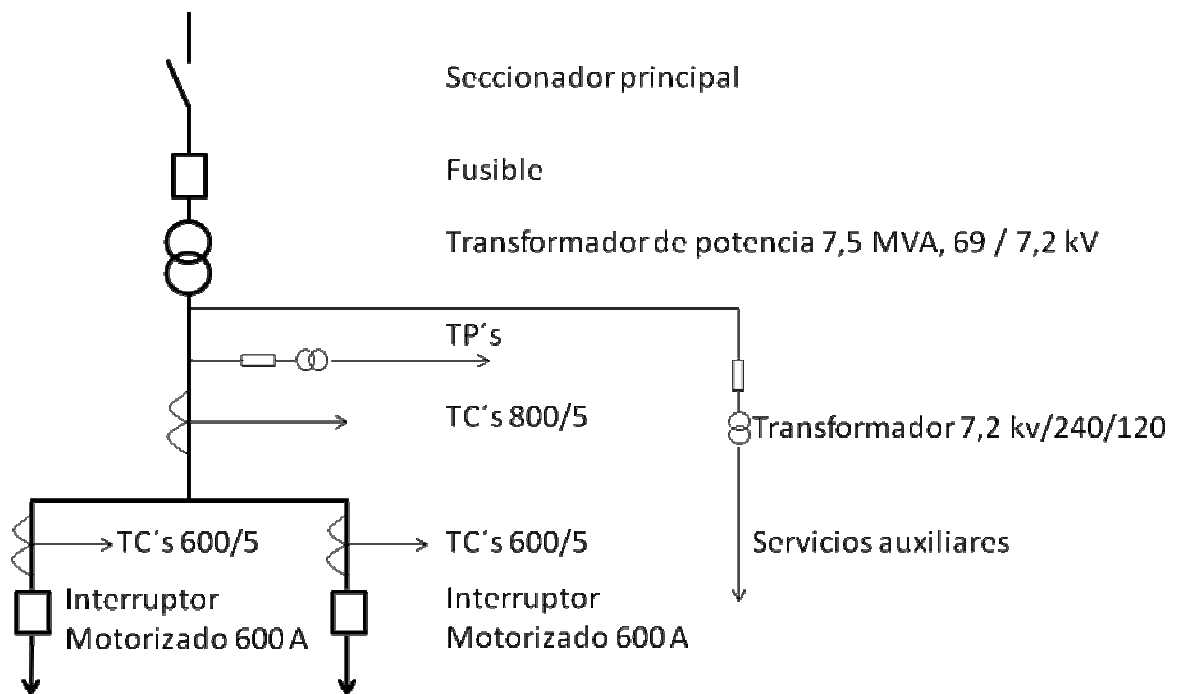 Seccionador principal
Fusible
Transformador de potencia 7,5 MVA, 69 / 7,2 kV
TP´s
TC´s 800/5
Transformador 7,2 kv/240/120
TC´s 600/5
TC´s 600/5
Servicios auxiliares
Interruptor
Motorizado 600 A
Interruptor
Motorizado 600 A